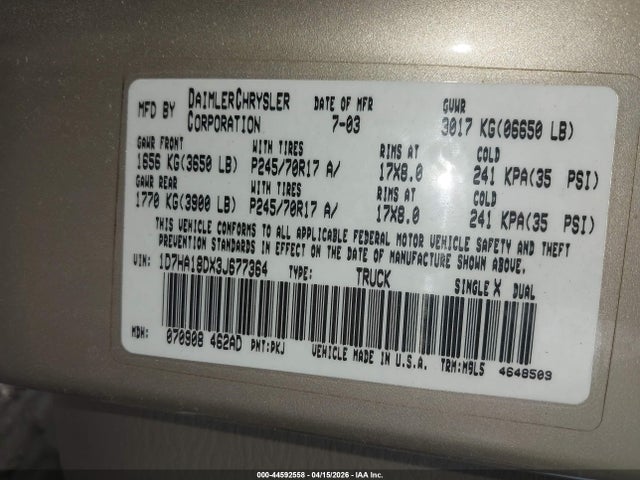 MFD BY DAIMLERCHRYSLER CORPORATION DATE OF MFR 7-03 GVWR 3017 KG(06650 LB)
GAWR FRONT WITH TIRES RIMS AT COLD
1656 KG(3650 LB) P245/70R17 A/ 17X8.0 241 KPA(35 PSI)
GAWR REAR WITH TIRES RIMS AT COLD
1770 KG(3900 LB) P245/70R17 A/ 17X8.0 241 KPA(35 PSI)
THIS VEHICLE CONFORMS TO ALL APPLICABLE FEDERAL MOTOR VEHICLE SAFETY AND THEFT
PREVENTION STANDARDS IN EFFECT ON THE DATE OF MANUFACTURE SHOWN ABOVE.
VIN: 1D7HA18DX3J677364 TYPE: TRUCK SINGLE X DUAL
MDH: 070908 462AD PNT:PKJ VEHICLE MADE IN U.S.A. TRM:M9L5 4648503
000-44592558 - 04/15/2026 - IAA Inc.